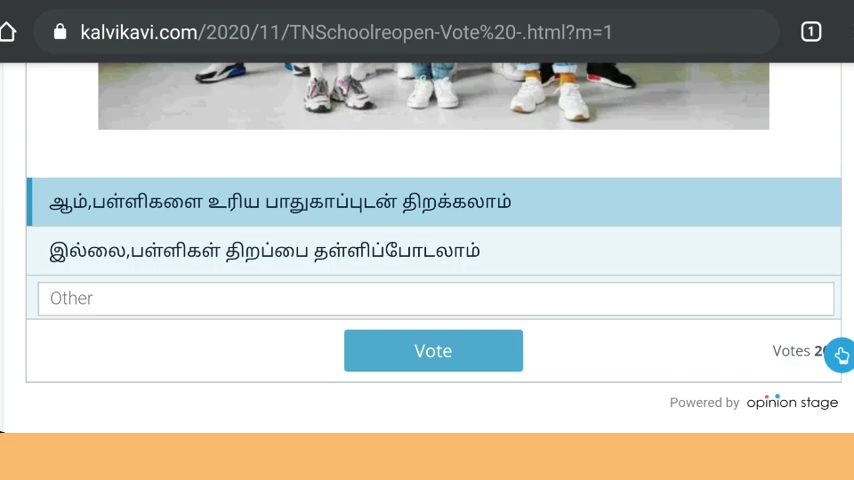 kalvikavi.com/2020/11/TNSchoolreopen-Vote%20-.html?m=1
1
ஆம்,பள்ளிகளை உரிய பாதுகாப்புடன் திறக்கலாம்
இல்லை,பள்ளிகள் திறப்பை தள்ளிப்போடலாம்
Other
Vote
Votes
Powered by opinion stage